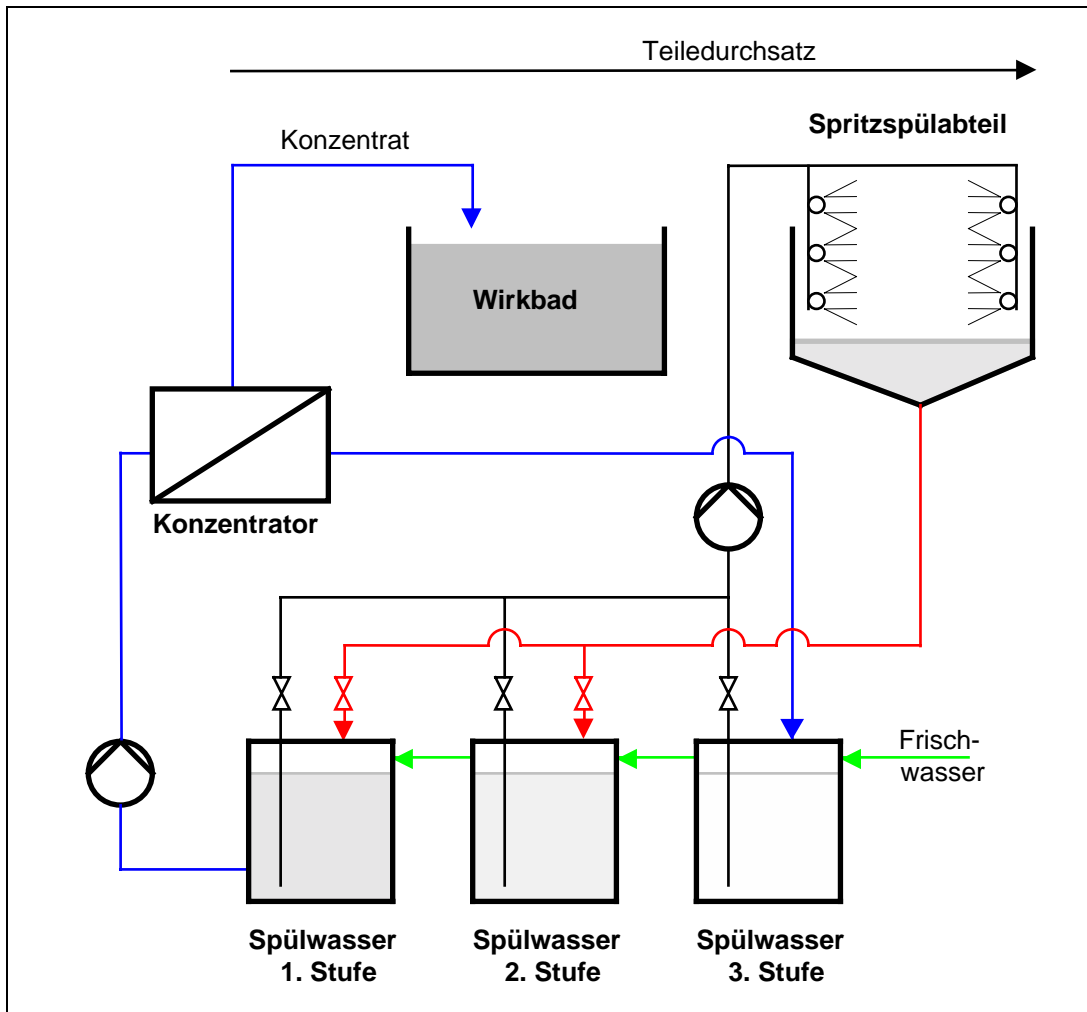 Teiledurchsatz
Spritzspülabteil
Konzentrat
Wirkbad
Konzentrator
Frisch-
wasser
Spülwasser
1. Stufe
Spülwasser
2. Stufe
Spülwasser
3. Stufe